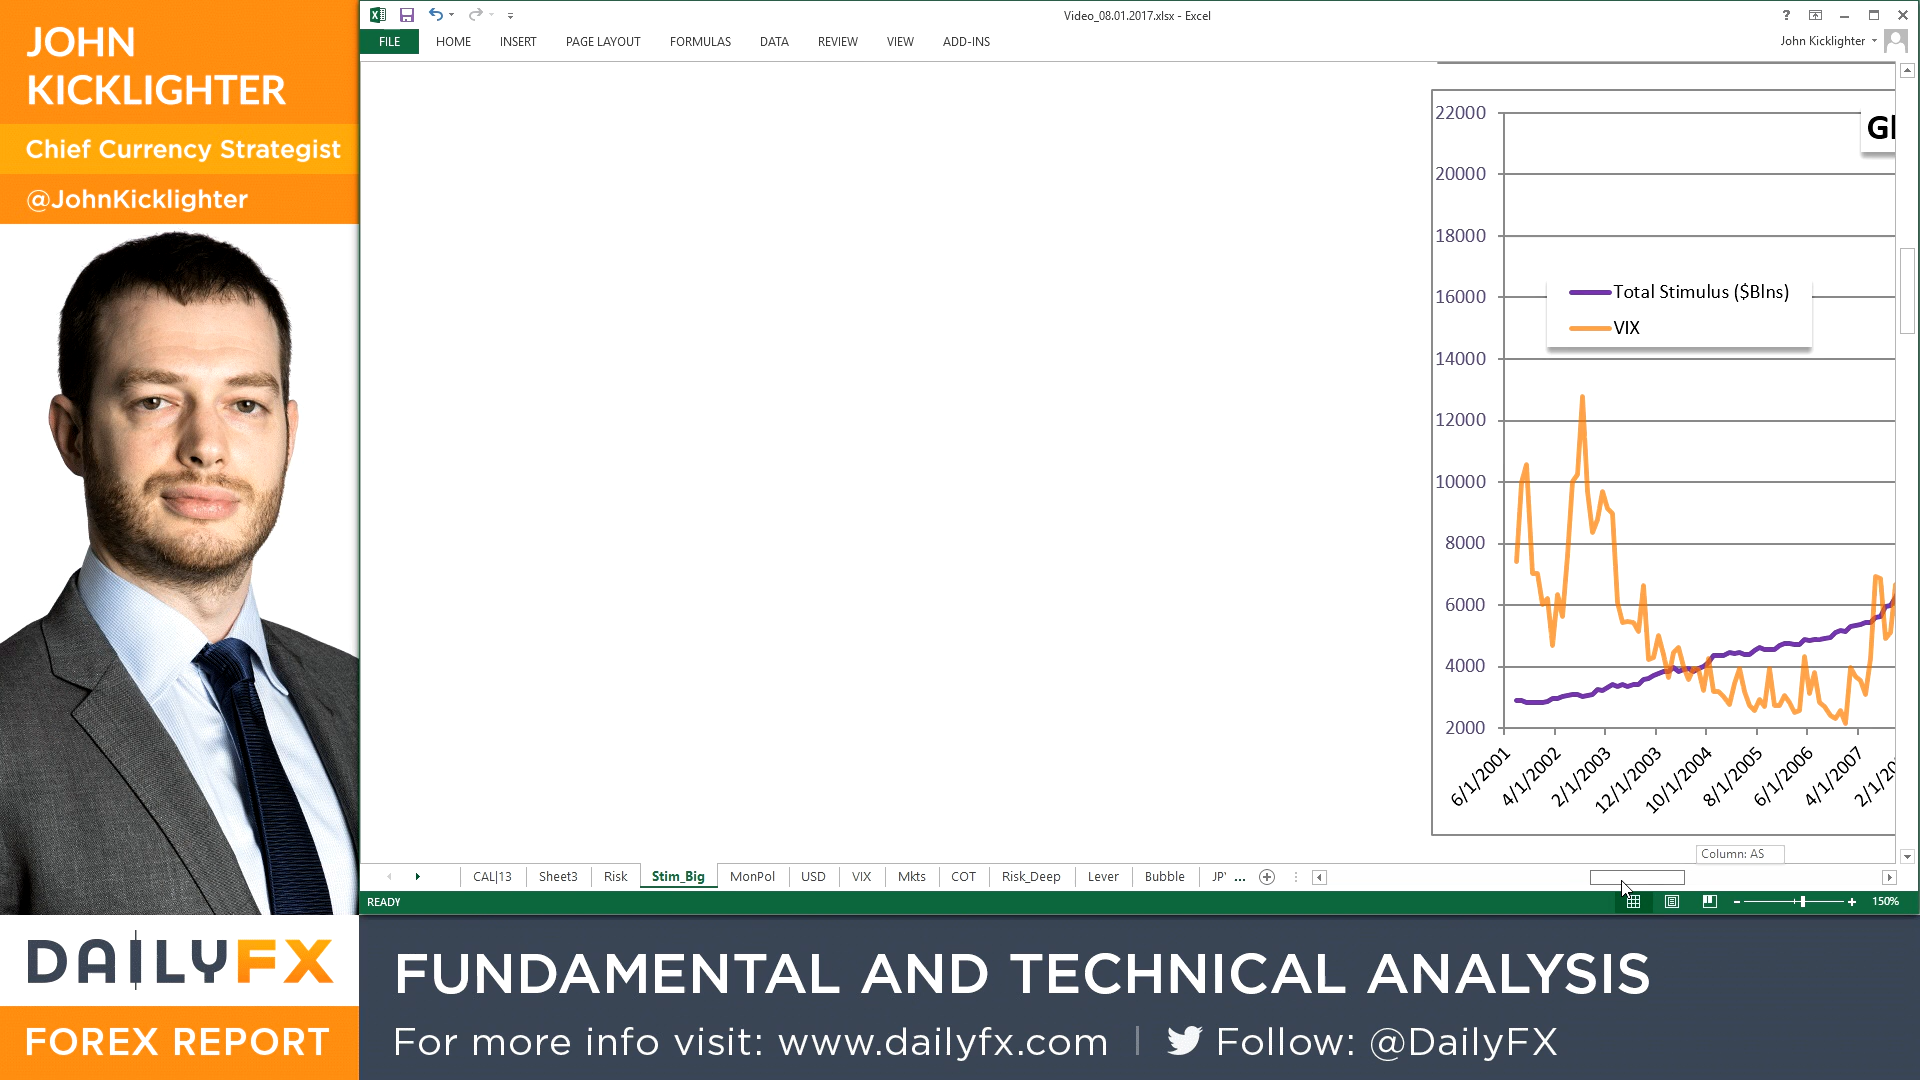 JOHN
KICKLIGHTER
Chief Currency Strategist
@JohnKicklighter
DAILYFX
FOREX REPORT
Video_08.01.2017.xlsx - Excel
FILE HOME INSERT PAGE LAYOUT FORMULAS DATA REVIEW VIEW ADD-INS
John Kicklighter
22000
20000
18000
16000
14000
12000
10000
8000
6000
4000
2000
Total Stimulus ($Blns)
VIX
6/1/2001 4/1/2002 2/1/2003 12/1/2003 10/1/2004 8/1/2005 6/1/2006 4/1/2007
Column: AS
CAL|13 Sheet3 Risk Stim_Big MonPol USD VIX Mkts COT Risk_Deep Lever Bubble JP' ...
READY
150%
FUNDAMENTAL AND TECHNICAL ANALYSIS
For more info visit: www.dailyfx.com | Follow: @DailyFX